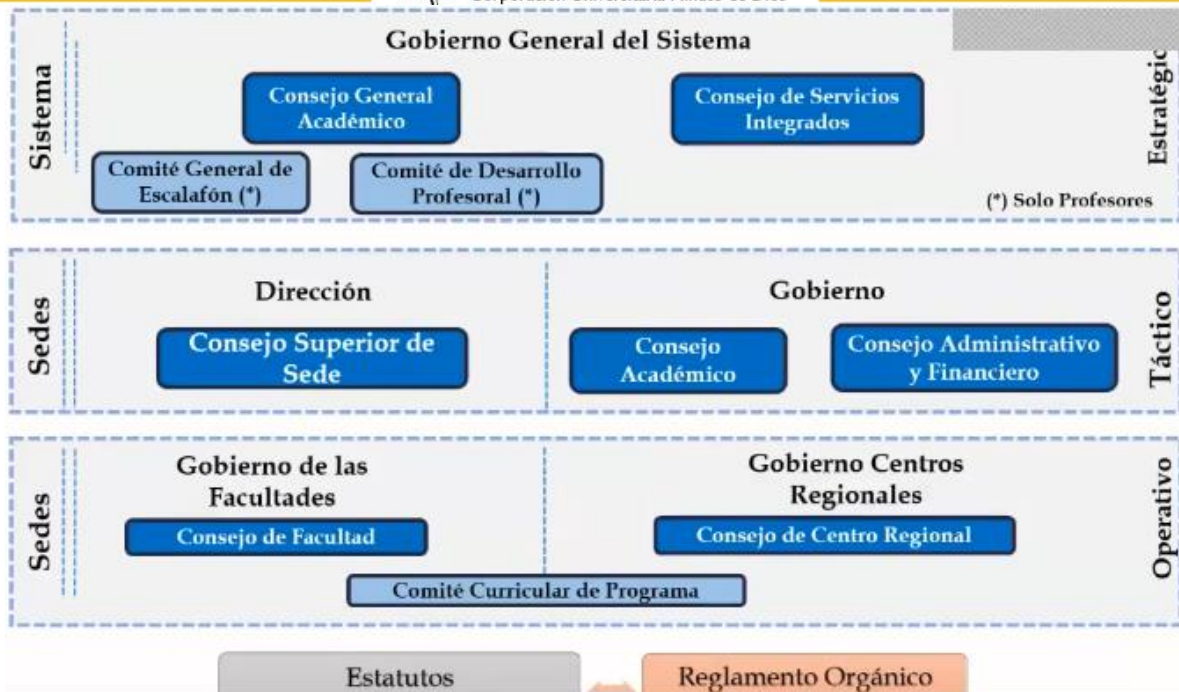 Gobierno General del Sistema
Sistema
Estratégic
Consejo General
Académico
Consejo de Servicios
Integrados
Comité General de
Escalafón (*)
Comité de Desarrollo
Profesoral (*)
(*) Solo Profesores
Sedes
Táctico
Dirección
Gobierno
Consejo Superior de
Sede
Consejo
Académico
Consejo Administrativo
y Financiero
Sedes
Operativo
Gobierno de las
Facultades
Gobierno Centros
Regionales
Consejo de Facultad
Consejo de Centro Regional
Comité Curricular de Programa
Estatutos
Reglamento Orgánico